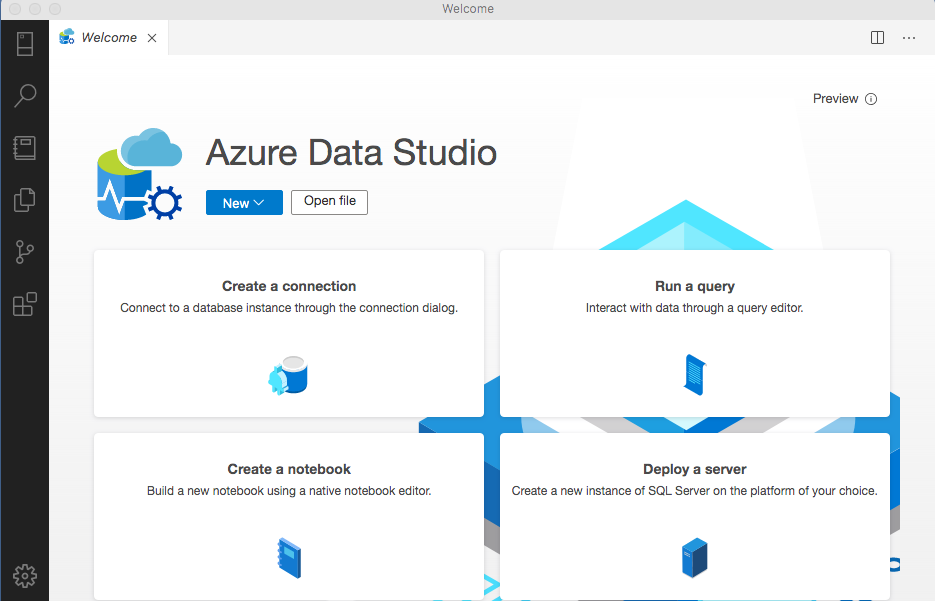 Welcome
Welcome
Preview
Azure Data Studio
New
Open file
Create a connection
Connect to a database instance through the connection dialog.
Run a query
Interact with data through a query editor.
Create a notebook
Build a new notebook using a native notebook editor.
Deploy a server
Create a new instance of SQL Server on the platform of your choice.